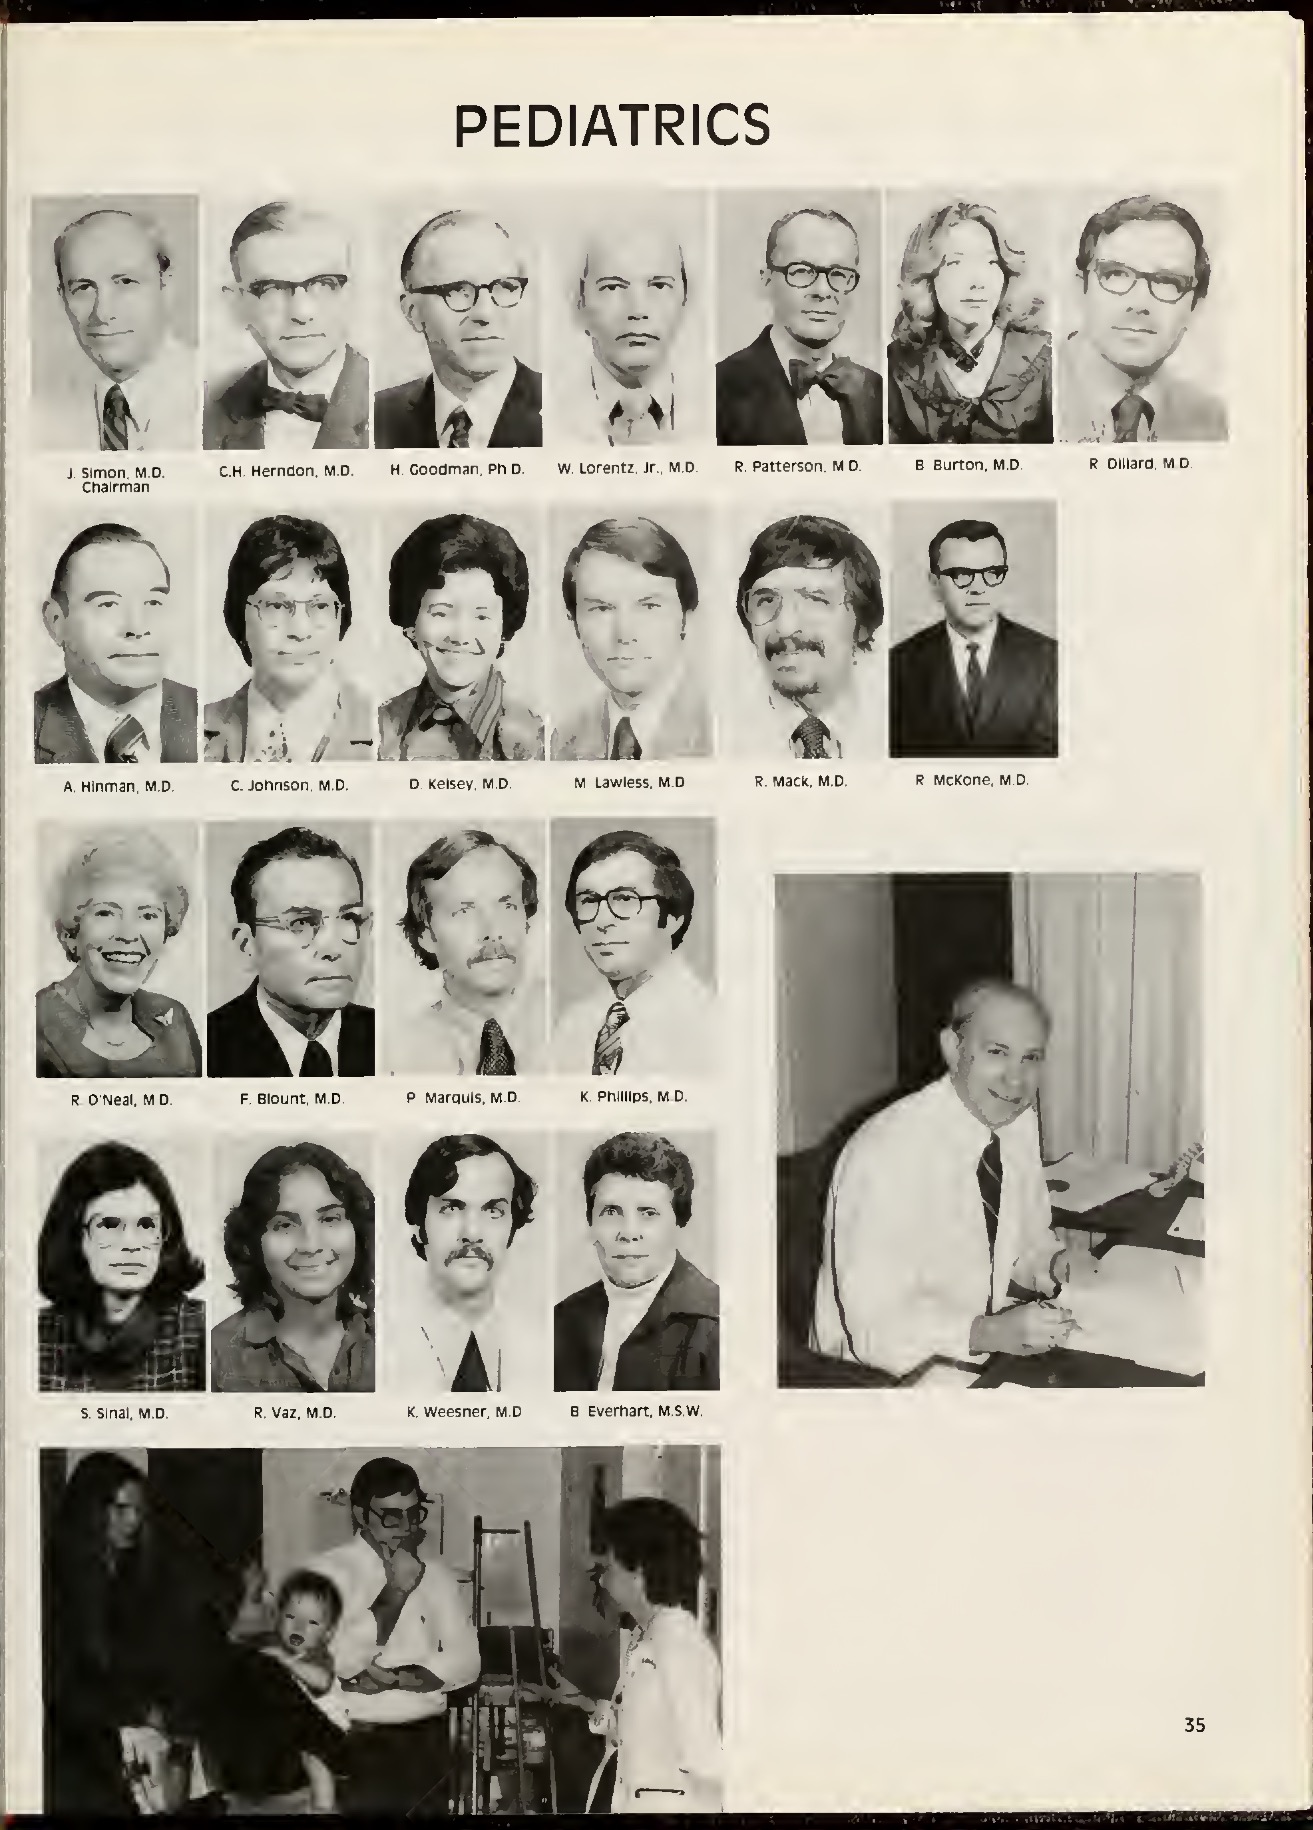 PEDIATRICS
J. Simon, M.D.
Chairman
C.H. Herndon, M.D.
H. Goodman, Ph D.
W. Lorentz, Jr., M.D.
R. Patterson, M D.
B Burton, M.D.
R Dillard, M D.
A. Hinman, M.D.
C. Johnson, M.D.
D. Kelsey, M.D.
M Lawless, M.D
R. Mack, M.D.
R McKone, M.D.
R. O'Neal, M D.
F. Blount, M.D.
P Marquis, M.D.
K. Phillips, M.D.
S. Sinal, M.D.
R. Vaz, M.D.
K. Weesner, M.D
B Everhart, M.S.W.
35